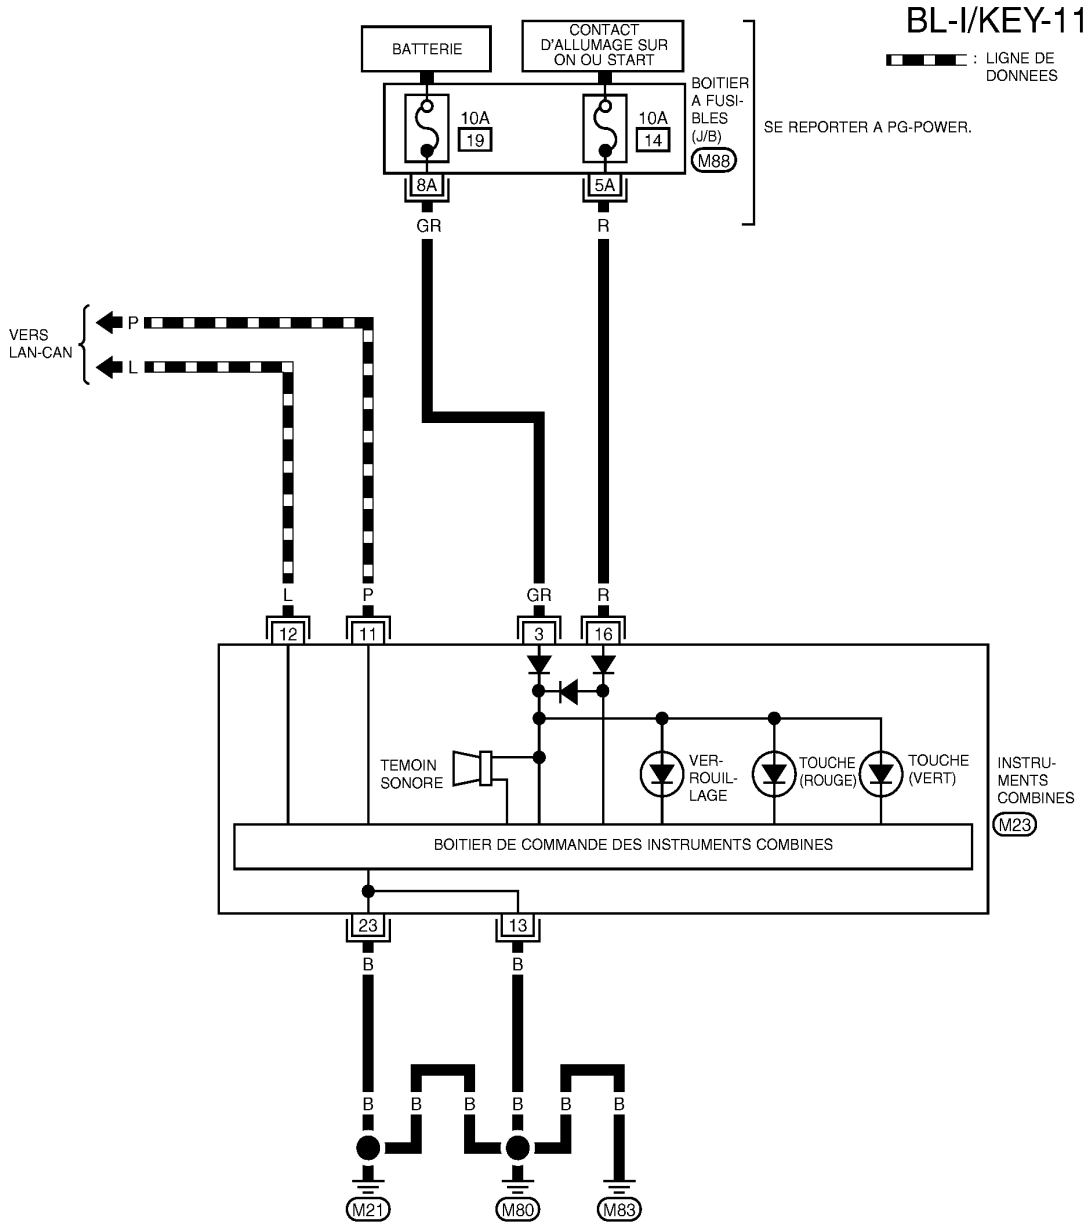 BL-I/KEY-11
: LIGNE DE
DONNEES
BATTERIE
CONTACT
D'ALLUMAGE SUR
ON OU START
BOITIER
A FUSI-
BLES
(J/B)
M88
SE REPORTER A PG-POWER.
10A
19
10A
14
8A
5A
GR
R
VERS
LAN-CAN
P
L
L
P
GR
R
12
11
3
16
TEMOIN
SONORE
VER-
ROUIL-
LAGE
TOUCHE
(ROUGE)
TOUCHE
(VERT)
INSTRU-
MENTS
COMBINES
M23
BOITIER DE COMMANDE DES INSTRUMENTS COMBINES
23
13
B
B
B
B
B
B
B
B
M21
M80
M83